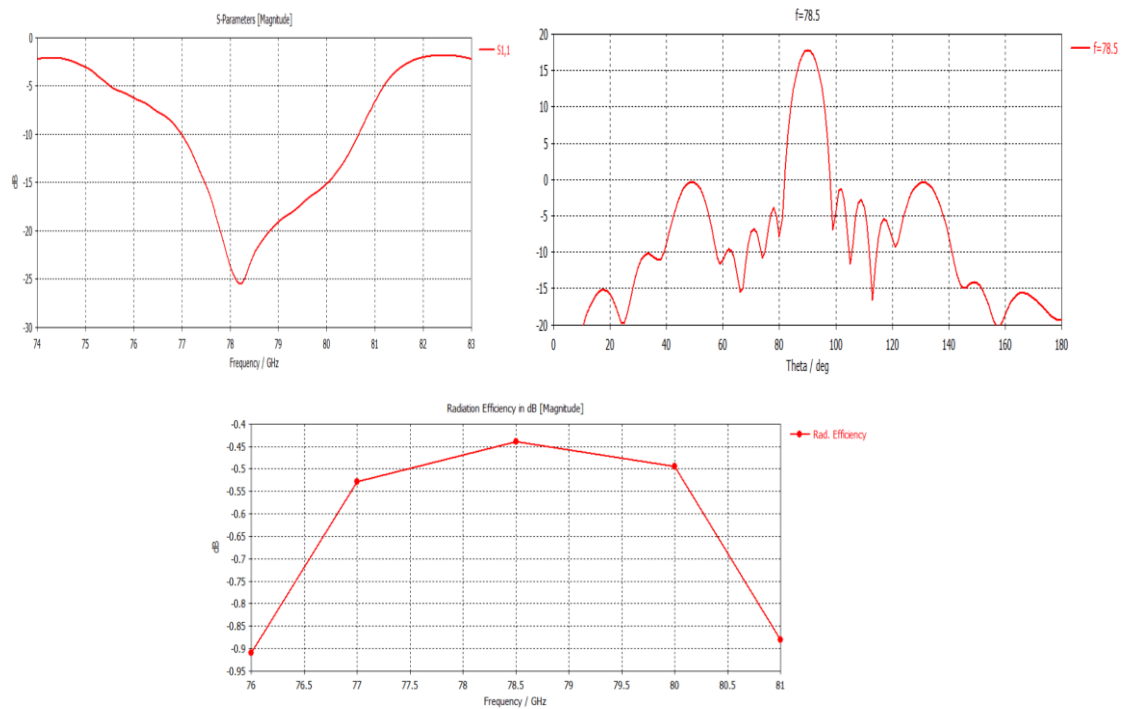 S-Parameters [Magnitude]
0
-5
-10
-15
-20
-25
-30
dB
74 75 76 77 78 79 80 81 82 83
Frequency / GHz
S1,1
f=78.5
20
15
10
5
0
-5
-10
-15
-20
0 20 40 60 80 100 120 140 160 180
Theta / deg
f=78.5
Radiation Efficiency in dB [Magnitude]
-0.4
-0.45
-0.5
-0.55
-0.6
-0.65
-0.7
-0.75
-0.8
-0.85
-0.9
-0.95
dB
76 76.5 77 77.5 78 78.5 79 79.5 80 80.5 81
Frequency / GHz
Rad. Efficiency